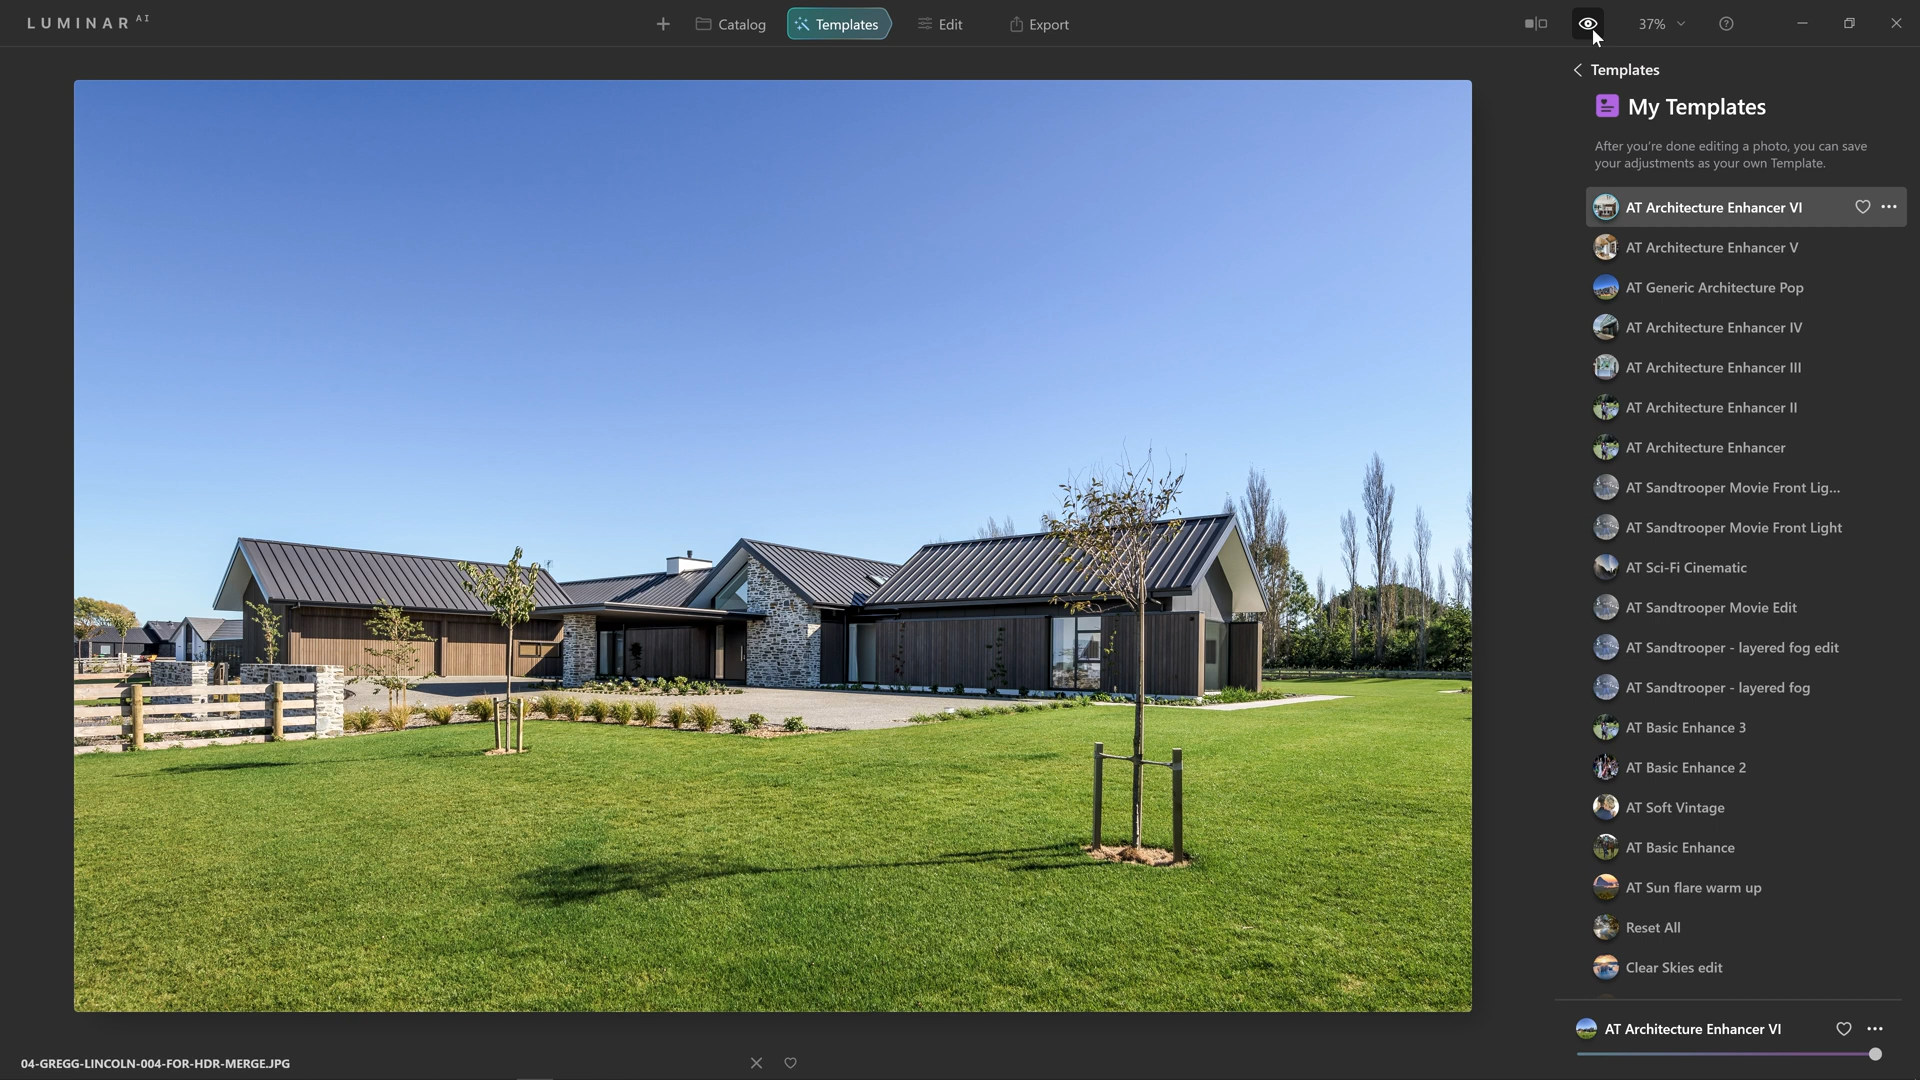 LUMINAR AI
Catalog
Templates
Edit
Export
37%
Templates
My Templates
After you're done editing a photo, you can save
your adjustments as your own Template.
AT Architecture Enhancer VI
AT Architecture Enhancer V
AT Generic Architecture Pop
AT Architecture Enhancer IV
AT Architecture Enhancer III
AT Architecture Enhancer II
AT Architecture Enhancer
AT Sandtrooper Movie Front Lig...
AT Sandtrooper Movie Front Light
AT Sci-Fi Cinematic
AT Sandtrooper Movie Edit
AT Sandtrooper - layered fog edit
AT Sandtrooper - layered fog
AT Basic Enhance 3
AT Basic Enhance 2
AT Soft Vintage
AT Basic Enhance
AT Sun flare warm up
Reset All
Clear Skies edit
AT Architecture Enhancer VI
04-GREGG-LINCOLN-004-FOR-HDR-MERGE.JPG